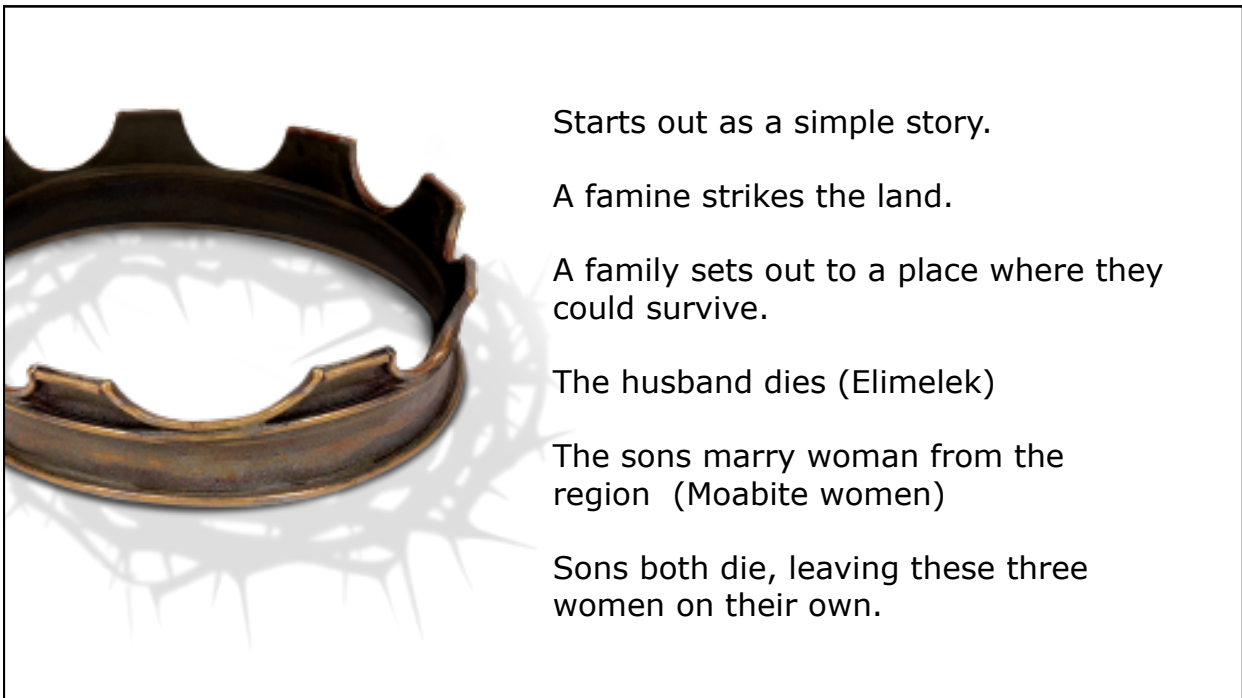 Starts out as a simple story.
A famine strikes the land.
A family sets out to a place where they
could survive.
The husband dies (Elimelek)
The sons marry woman from the
region  (Moabite women)
Sons both die, leaving these three
women on their own.